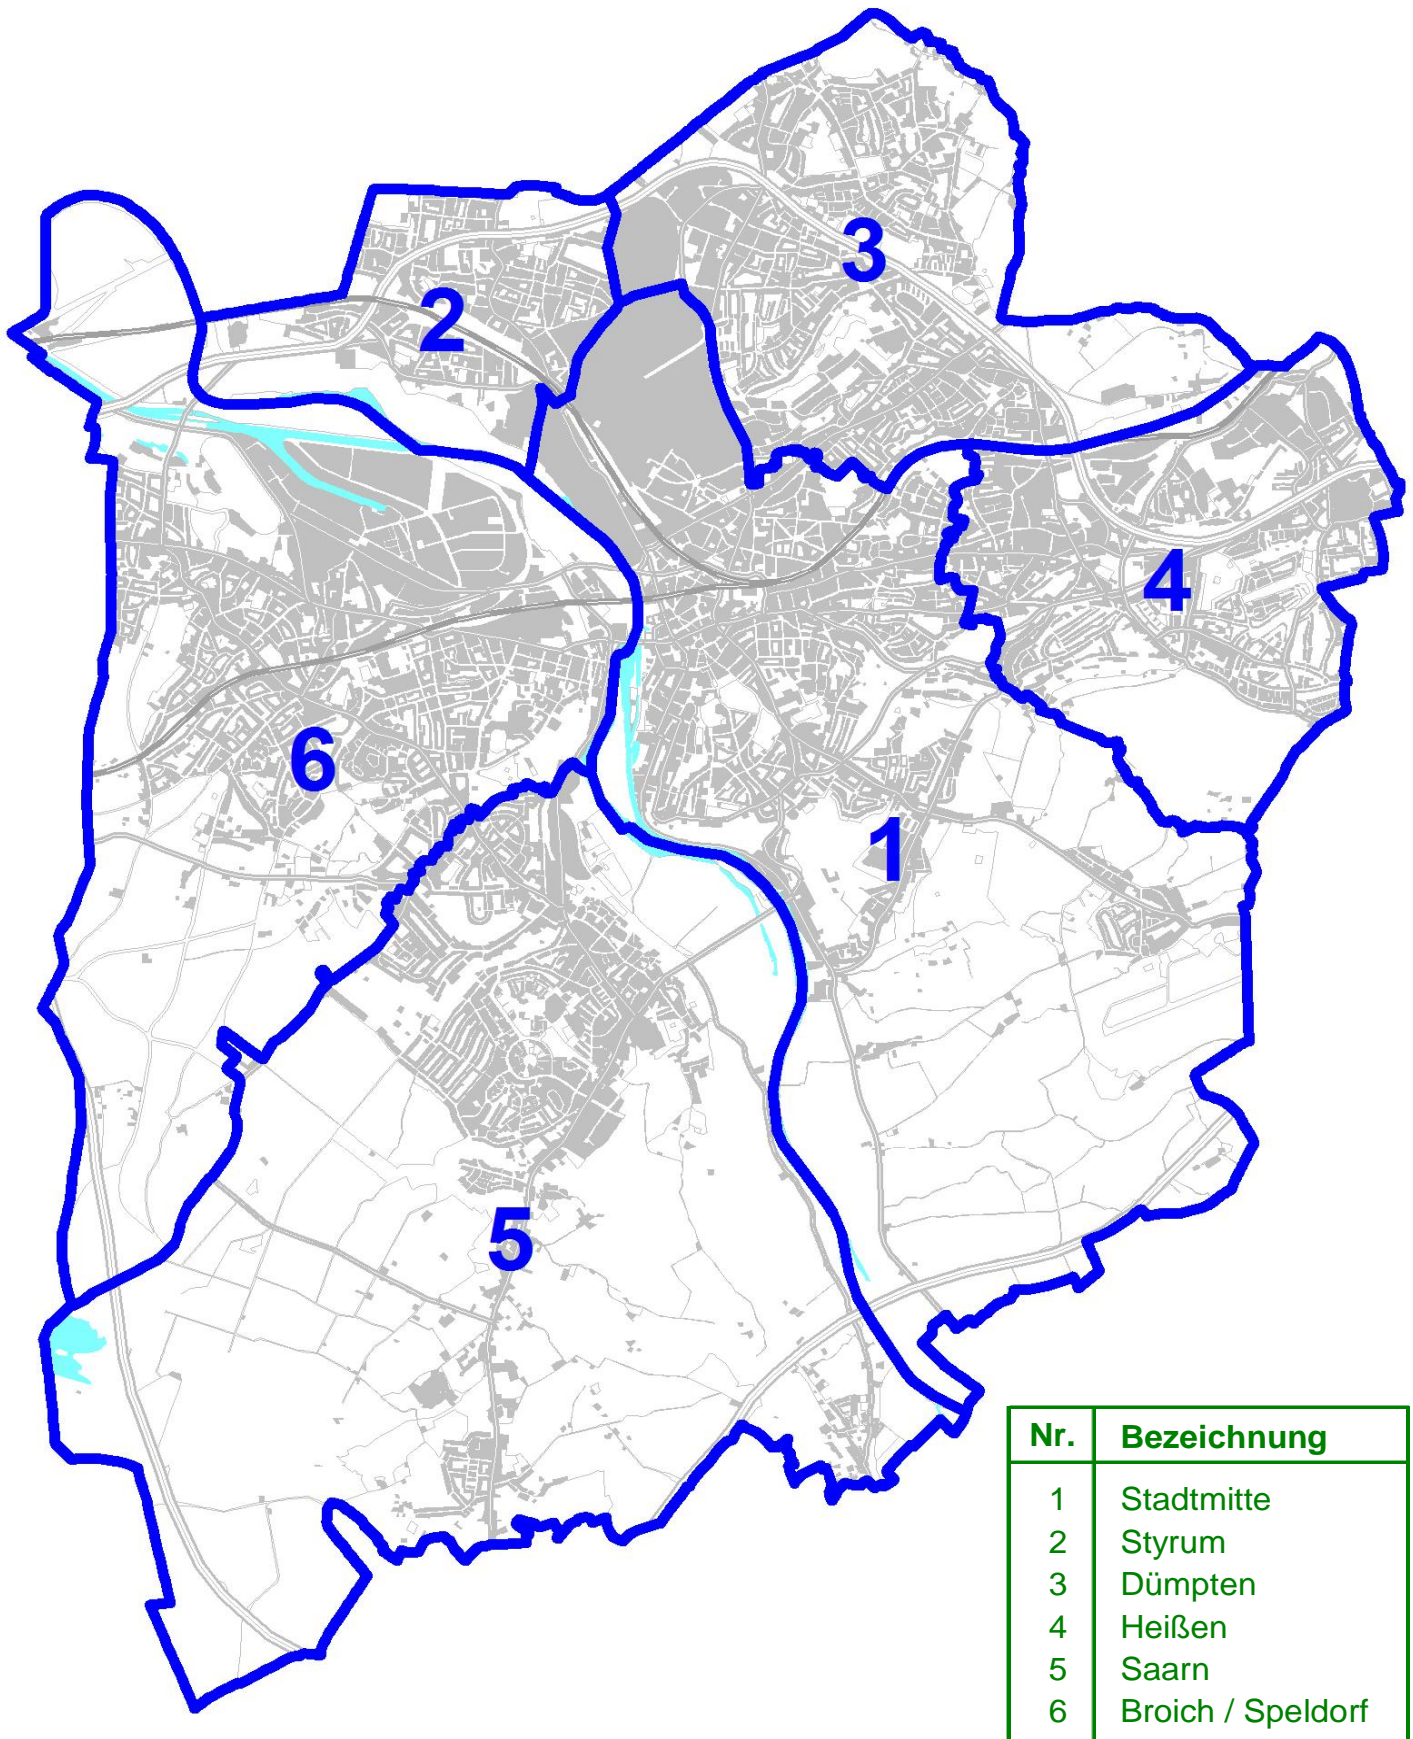 3
2
4
6
1
5
Nr. Bezeichnung
1 Stadtmitte
2 Styrum
3 Dümpten
4 Heißen
5 Saarn
6 Broich / Speldorf